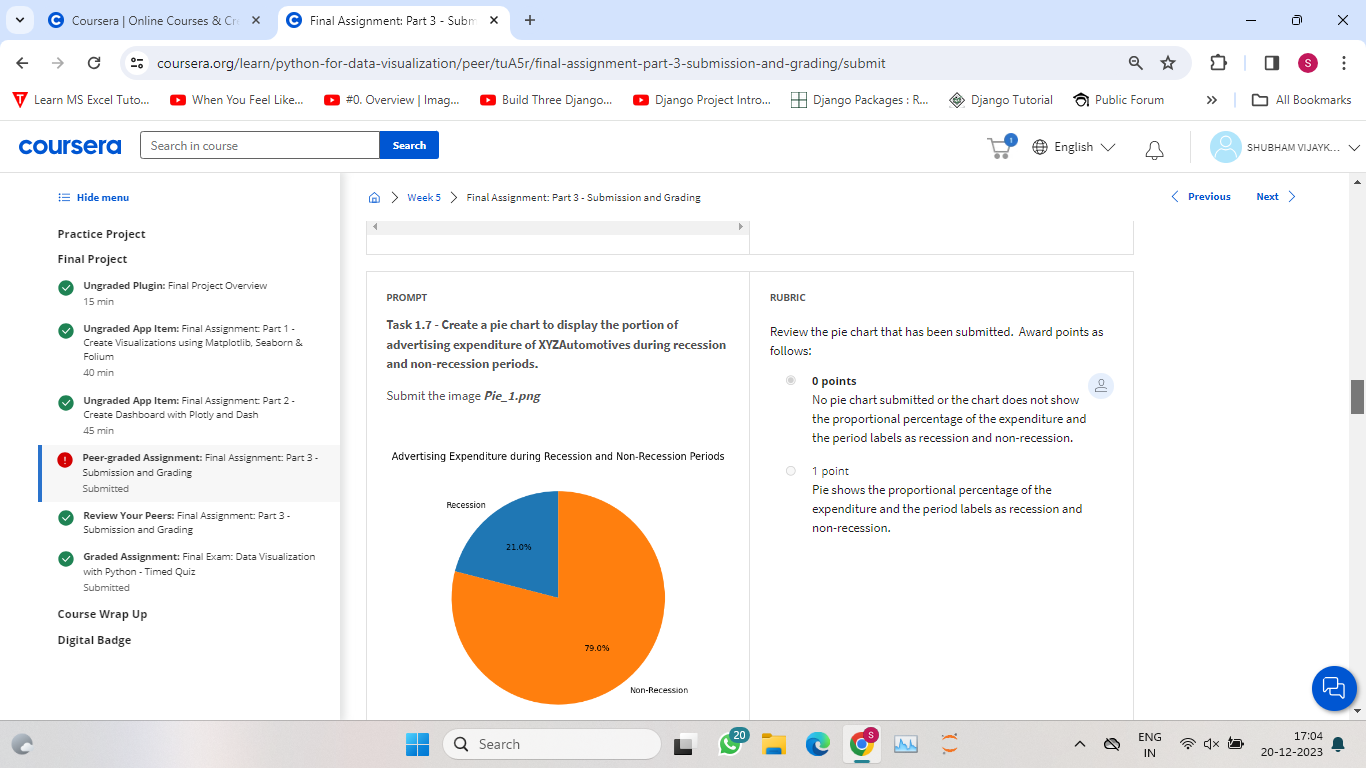 Coursera | Online Courses & Cr
Final Assignment: Part 3 - Subm
coursera.org/learn/python-for-data-visualization/peer/tuA5r/final-assignment-part-3-submission-and-grading/submit
S
Learn MS Excel Tuto...
When You Feel Like...
#0. Overview | Imag...
Build Three Django...
Django Project Intro...
Django Packages : R...
Django Tutorial
Public Forum
All Bookmarks
coursera
Search in course
Search
1
English
SHUBHAM VIJAYK...
Hide menu
Week 5
Final Assignment: Part 3 - Submission and Grading
Previous
Next
Practice Project
Final Project
Ungraded Plugin: Final Project Overview
15 min
Ungraded App Item: Final Assignment: Part 1 -
Create Visualizations using Matplotlib, Seaborn &
Folium
40 min
Ungraded App Item: Final Assignment: Part 2 -
Create Dashboard with Plotly and Dash
45 min
Peer-graded Assignment: Final Assignment: Part 3 -
Submission and Grading
Submitted
Review Your Peers: Final Assignment: Part 3 -
Submission and Grading
Graded Assignment: Final Exam: Data Visualization
with Python - Timed Quiz
Submitted
Course Wrap Up
Digital Badge
PROMPT
Task 1.7 - Create a pie chart to display the portion of
advertising expenditure of XYZAutomotives during recession
and non-recession periods.
Submit the image Pie_1.png
Advertising Expenditure during Recession and Non-Recession Periods
Recession
21.0%
79.0%
Non-Recession
RUBRIC
Review the pie chart that has been submitted.  Award points as
follows:
0 points
No pie chart submitted or the chart does not show
the proportional percentage of the expenditure and
the period labels as recession and non-recession.
1 point
Pie shows the proportional percentage of the
expenditure and the period labels as recession and
non-recession.
Search
20
S
ENG
IN
17:04
20-12-2023